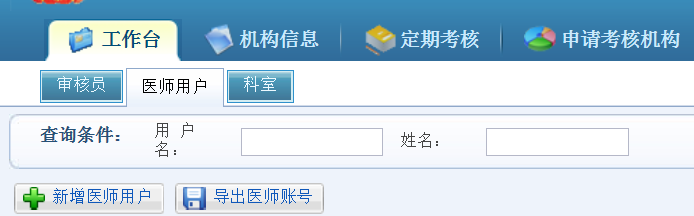 工作台 机构信息 定期考核 申请考核机构
审核员 医师用户 科室
查询条件： 用 户 名： 姓名：
新增医师用户 导出医师账号